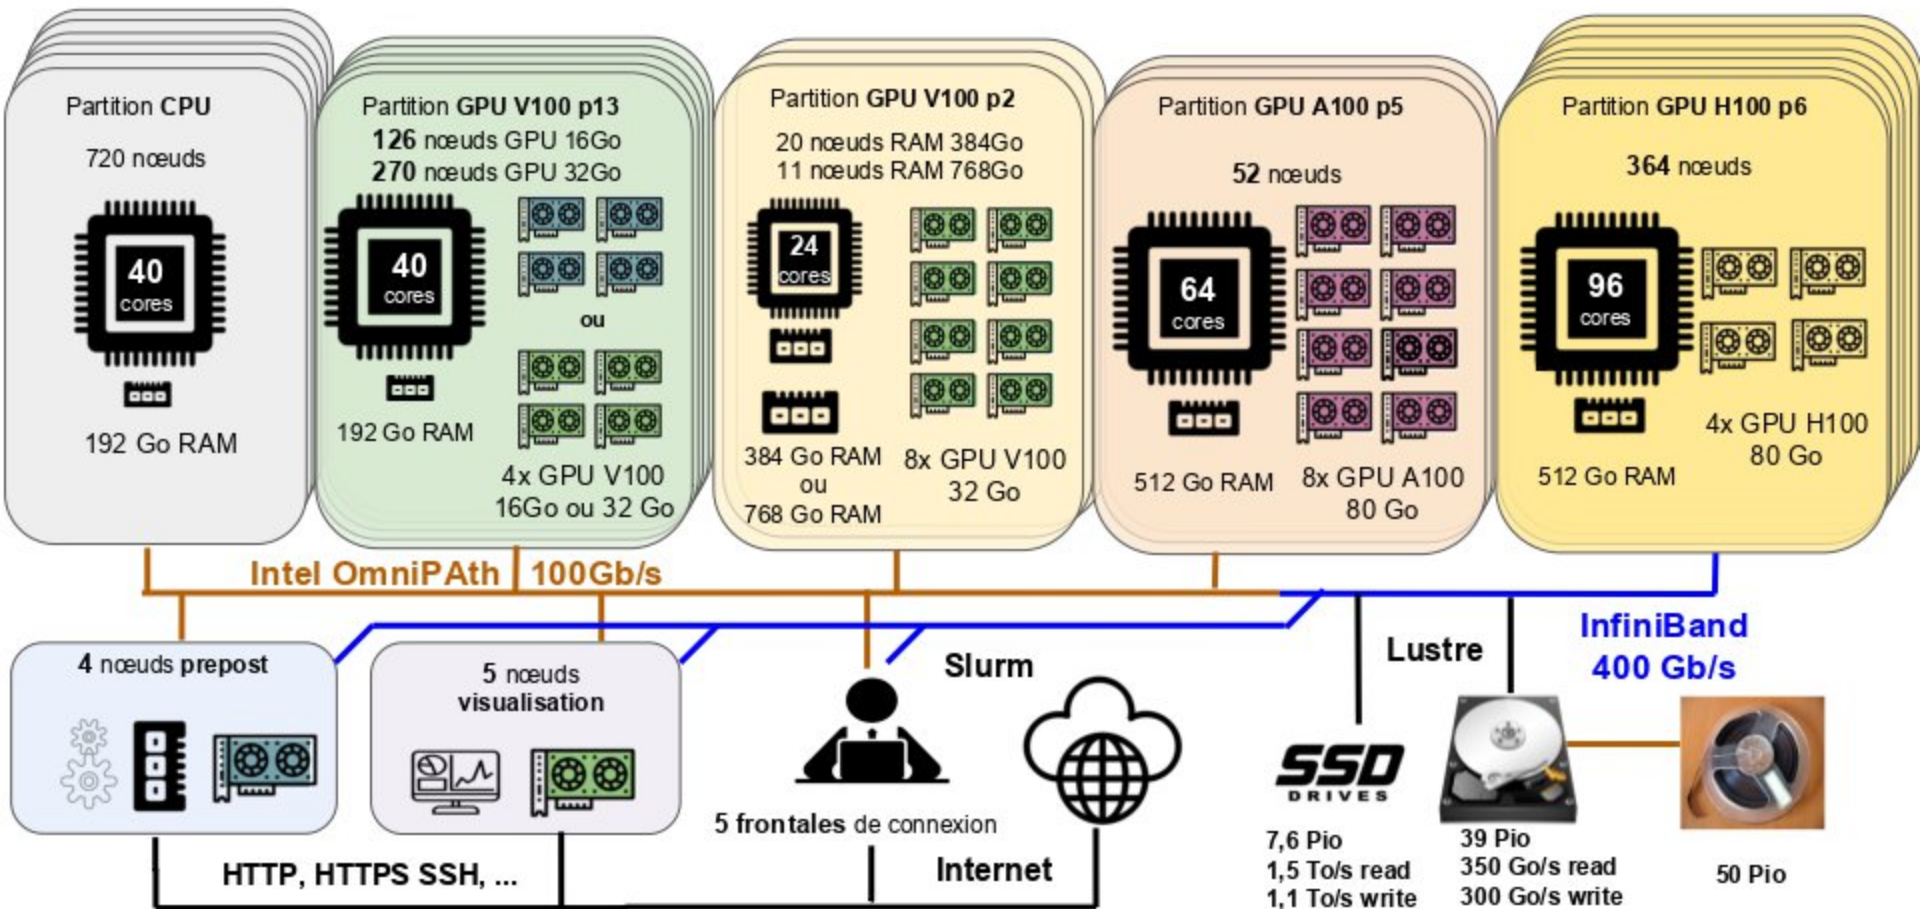 Partition CPU
720 nœuds
40
cores
192 Go RAM
Partition GPU V100 p13
126 nœuds GPU 16Go
270 nœuds GPU 32Go
40
cores
ou
192 Go RAM
4x GPU V100
16Go ou 32 Go
Partition GPU V100 p2
20 nœuds RAM 384Go
11 nœuds RAM 768Go
24
cores
384 Go RAM
ou
768 Go RAM
8x GPU V100
32 Go
Partition GPU A100 p5
52 nœuds
64
cores
512 Go RAM
8x GPU A100
80 Go
Partition GPU H100 p6
364 nœuds
96
cores
512 Go RAM
4x GPU H100
80 Go
Intel OmniPAth 100Gb/s
InfiniBand
400 Gb/s
4 nœuds prepost
5 nœuds
visualisation
Slurm
Lustre
5 frontales de connexion
HTTP, HTTPS SSH, ...
Internet
SSD
DRIVES
7,6 Pio
1,5 To/s read
1,1 To/s write
39 Pio
350 Go/s read
300 Go/s write
50 Pio